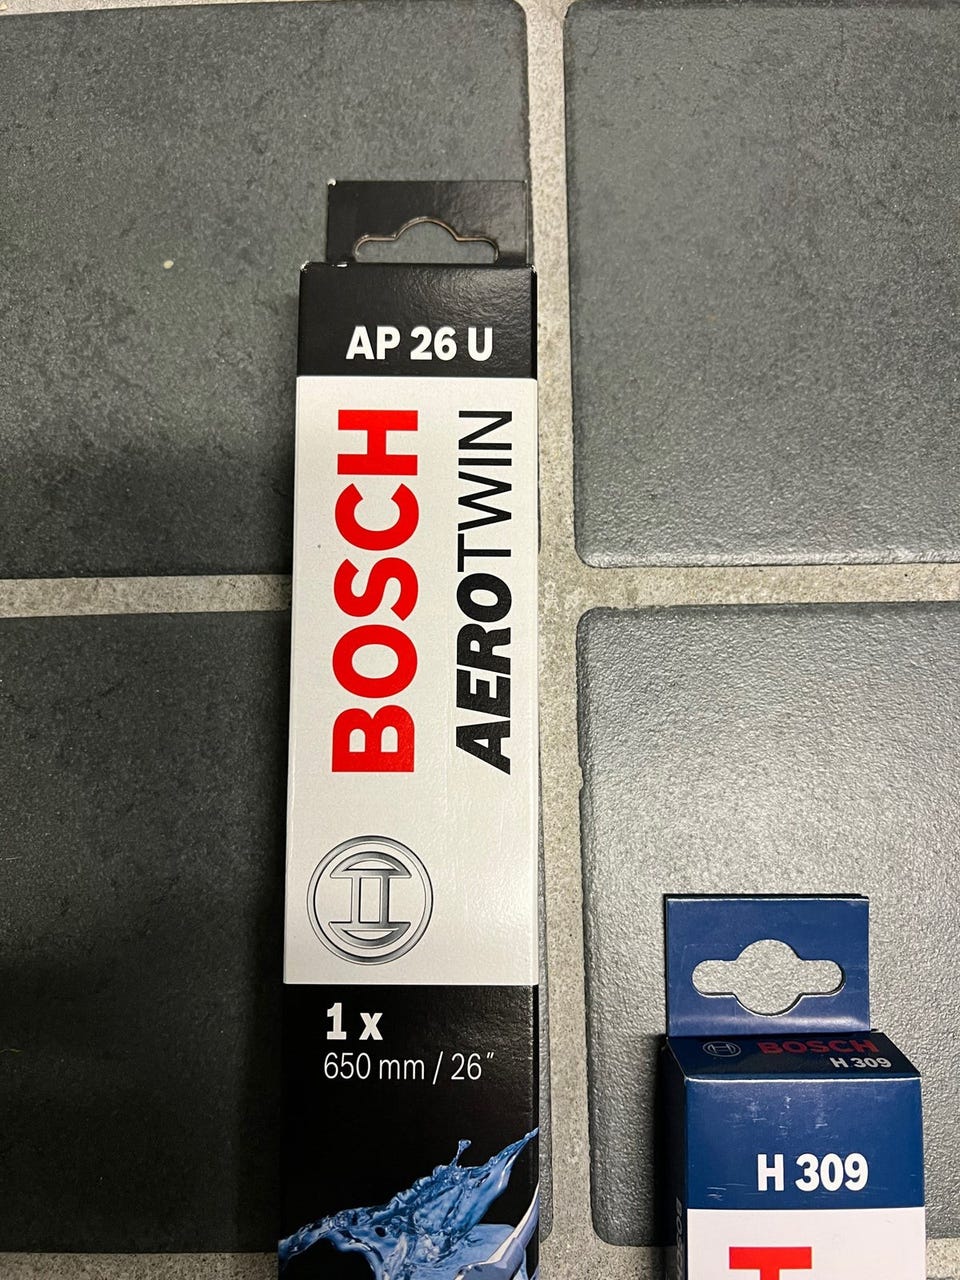 AP 26 U
BOSCH
AEROTWIN
1 x
650 mm / 26"
BOSCH
H 309
H 309